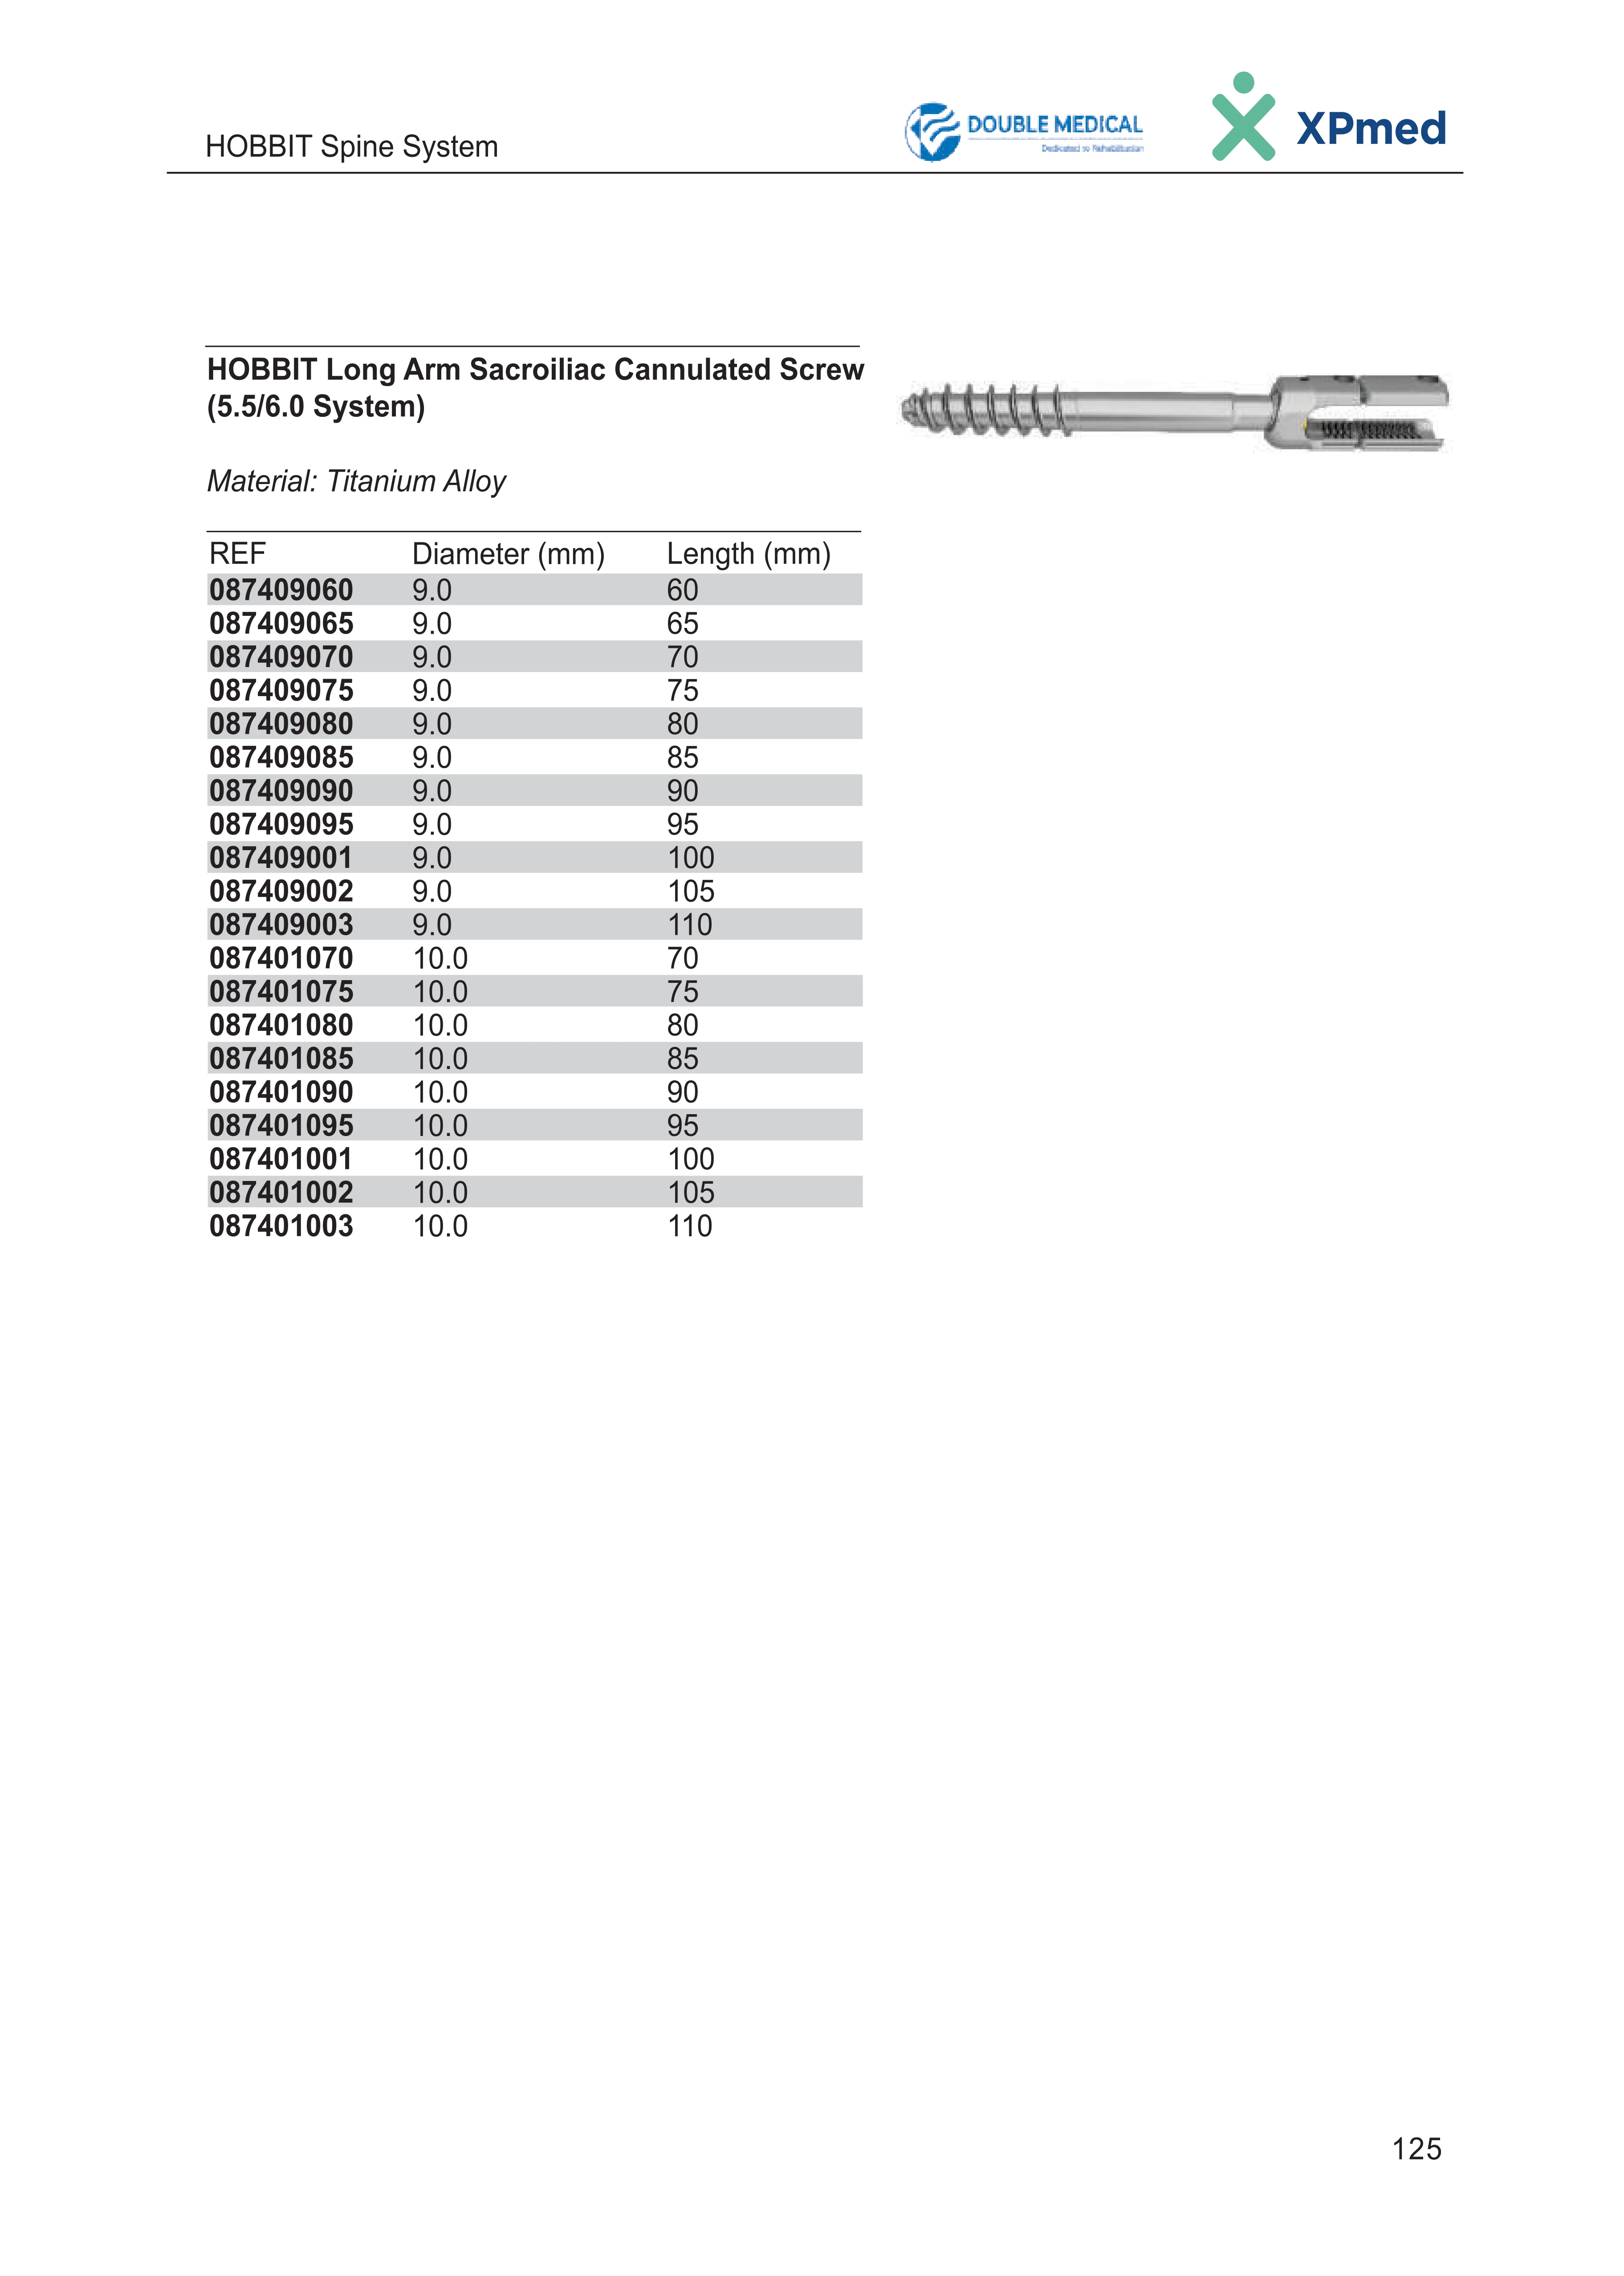 HOBBIT Spine System
DOUBLE MEDICAL
Dedicated to Rehabilitation
XPmed
HOBBIT Long Arm Sacroiliac Cannulated Screw
(5.5/6.0 System)
Material: Titanium Alloy
REF Diameter (mm) Length (mm)
087409060 9.0 60
087409065 9.0 65
087409070 9.0 70
087409075 9.0 75
087409080 9.0 80
087409085 9.0 85
087409090 9.0 90
087409095 9.0 95
087409001 9.0 100
087409002 9.0 105
087409003 9.0 110
087401070 10.0 70
087401075 10.0 75
087401080 10.0 80
087401085 10.0 85
087401090 10.0 90
087401095 10.0 95
087401001 10.0 100
087401002 10.0 105
087401003 10.0 110
125